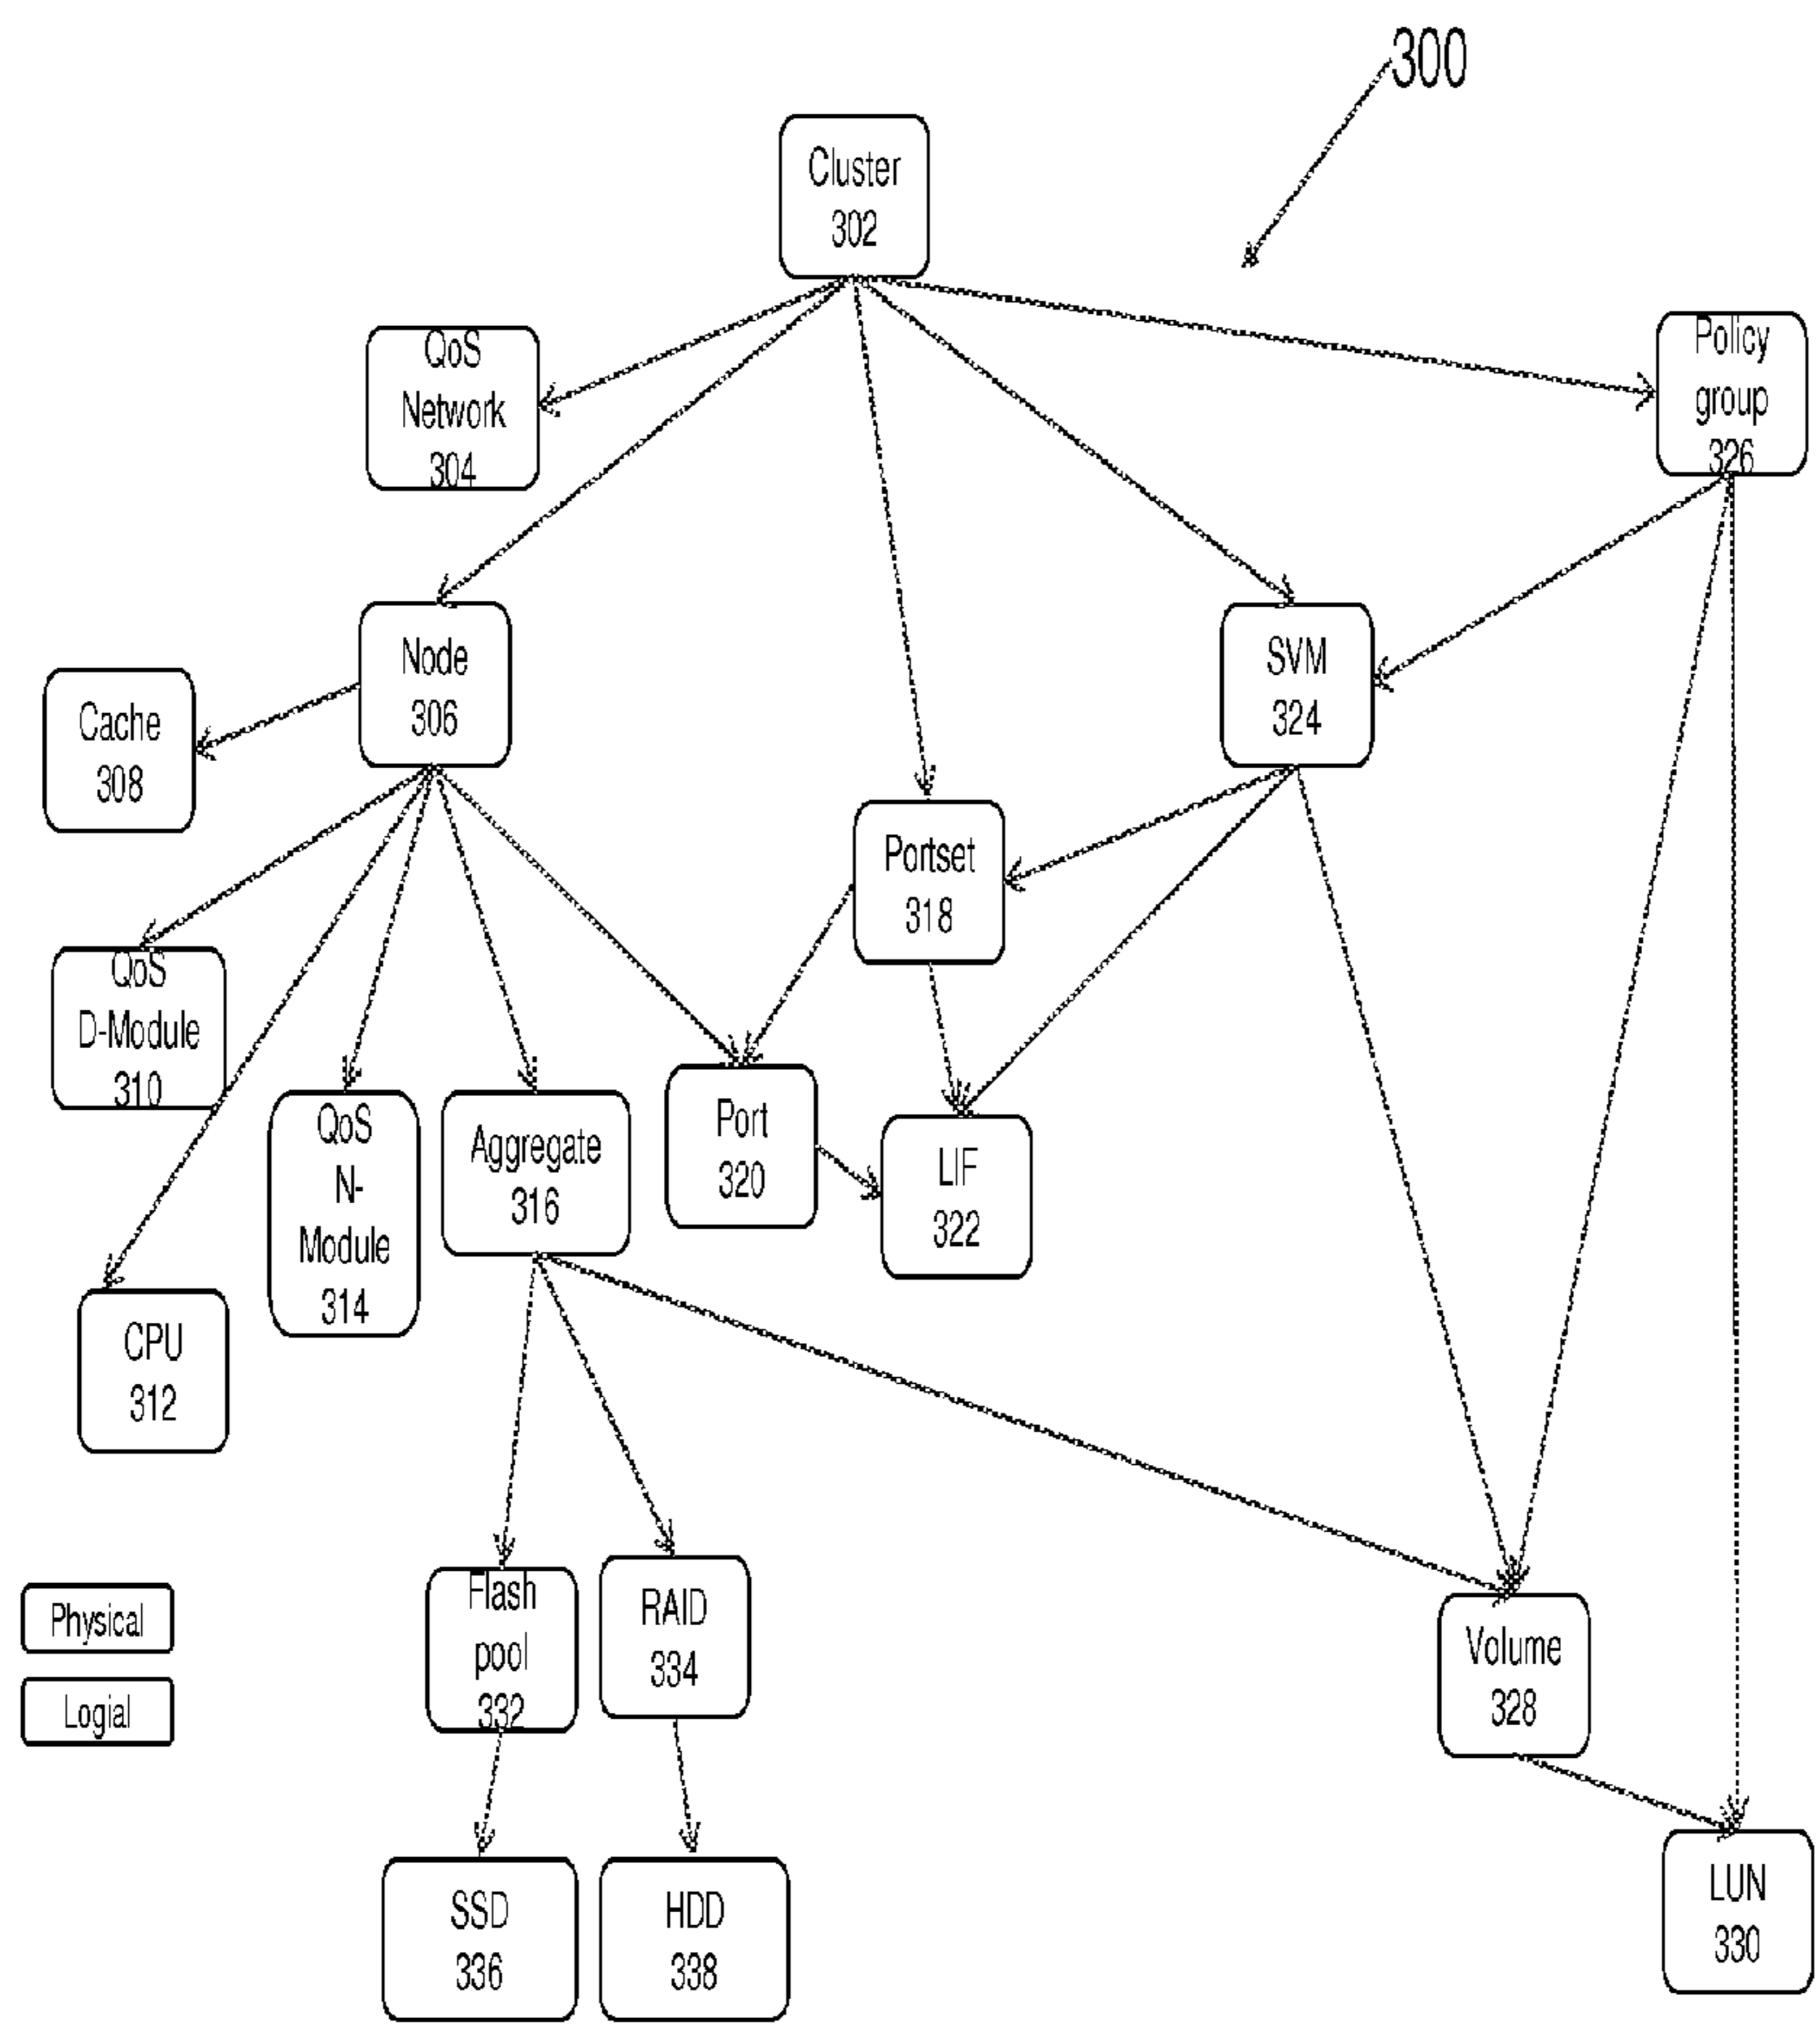 300
Cluster
302
QoS
Network
304
Policy
group
326
Node
306
SVM
324
Cache
308
Portset
318
QoS
D-Module
310
QoS
N-
Module
314
Aggregate
316
Port
320
LIF
322
CPU
312
Flash
pool
332
RAID
334
Physical
Logial
Volume
328
SSD
336
HDD
338
LUN
330